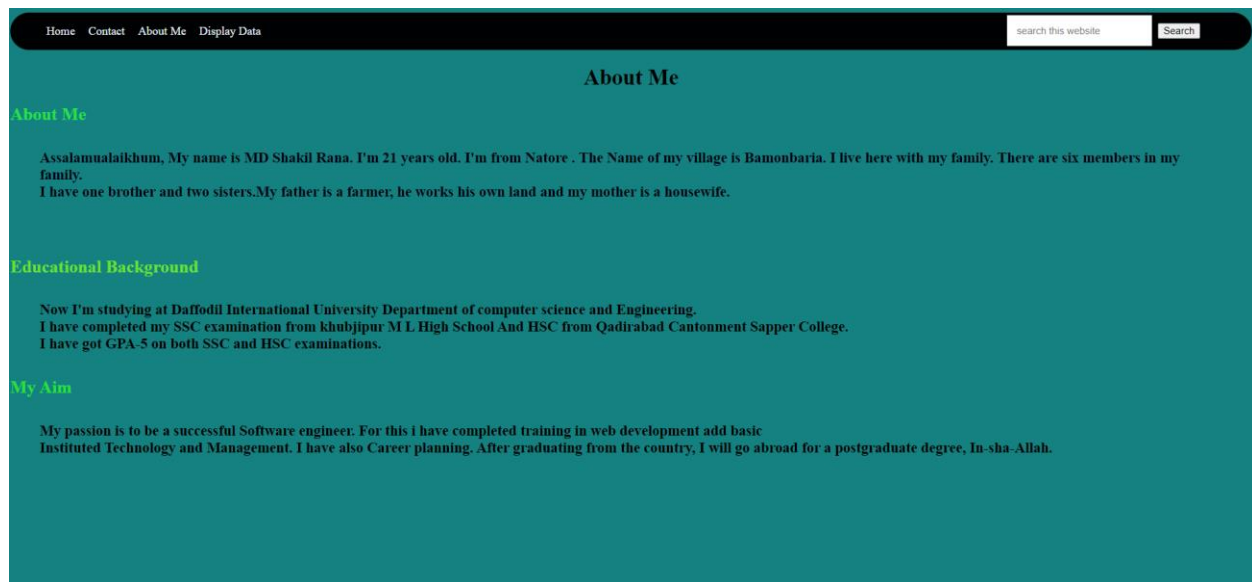 Home Contact About Me Display Data search this website Search
About Me
About Me
Assalamualaikhum, My name is MD Shakil Rana. I'm 21 years old. I'm from Natore . The Name of my village is Bamonbaria. I live here with my family. There are six members in my
family.
I have one brother and two sisters.My father is a farmer, he works his own land and my mother is a housewife.
Educational Background
Now I'm studying at Daffodil International University Department of computer science and Engineering.
I have completed my SSC examination from khubjipur M L High School And HSC from Qadirabad Cantonment Sapper College.
I have got GPA-5 on both SSC and HSC examinations.
My Aim
My passion is to be a successful Software engineer. For this i have completed training in web development add basic
Instituted Technology and Management. I have also Career planning. After graduating from the country, I will go abroad for a postgraduate degree, In-sha-Allah.